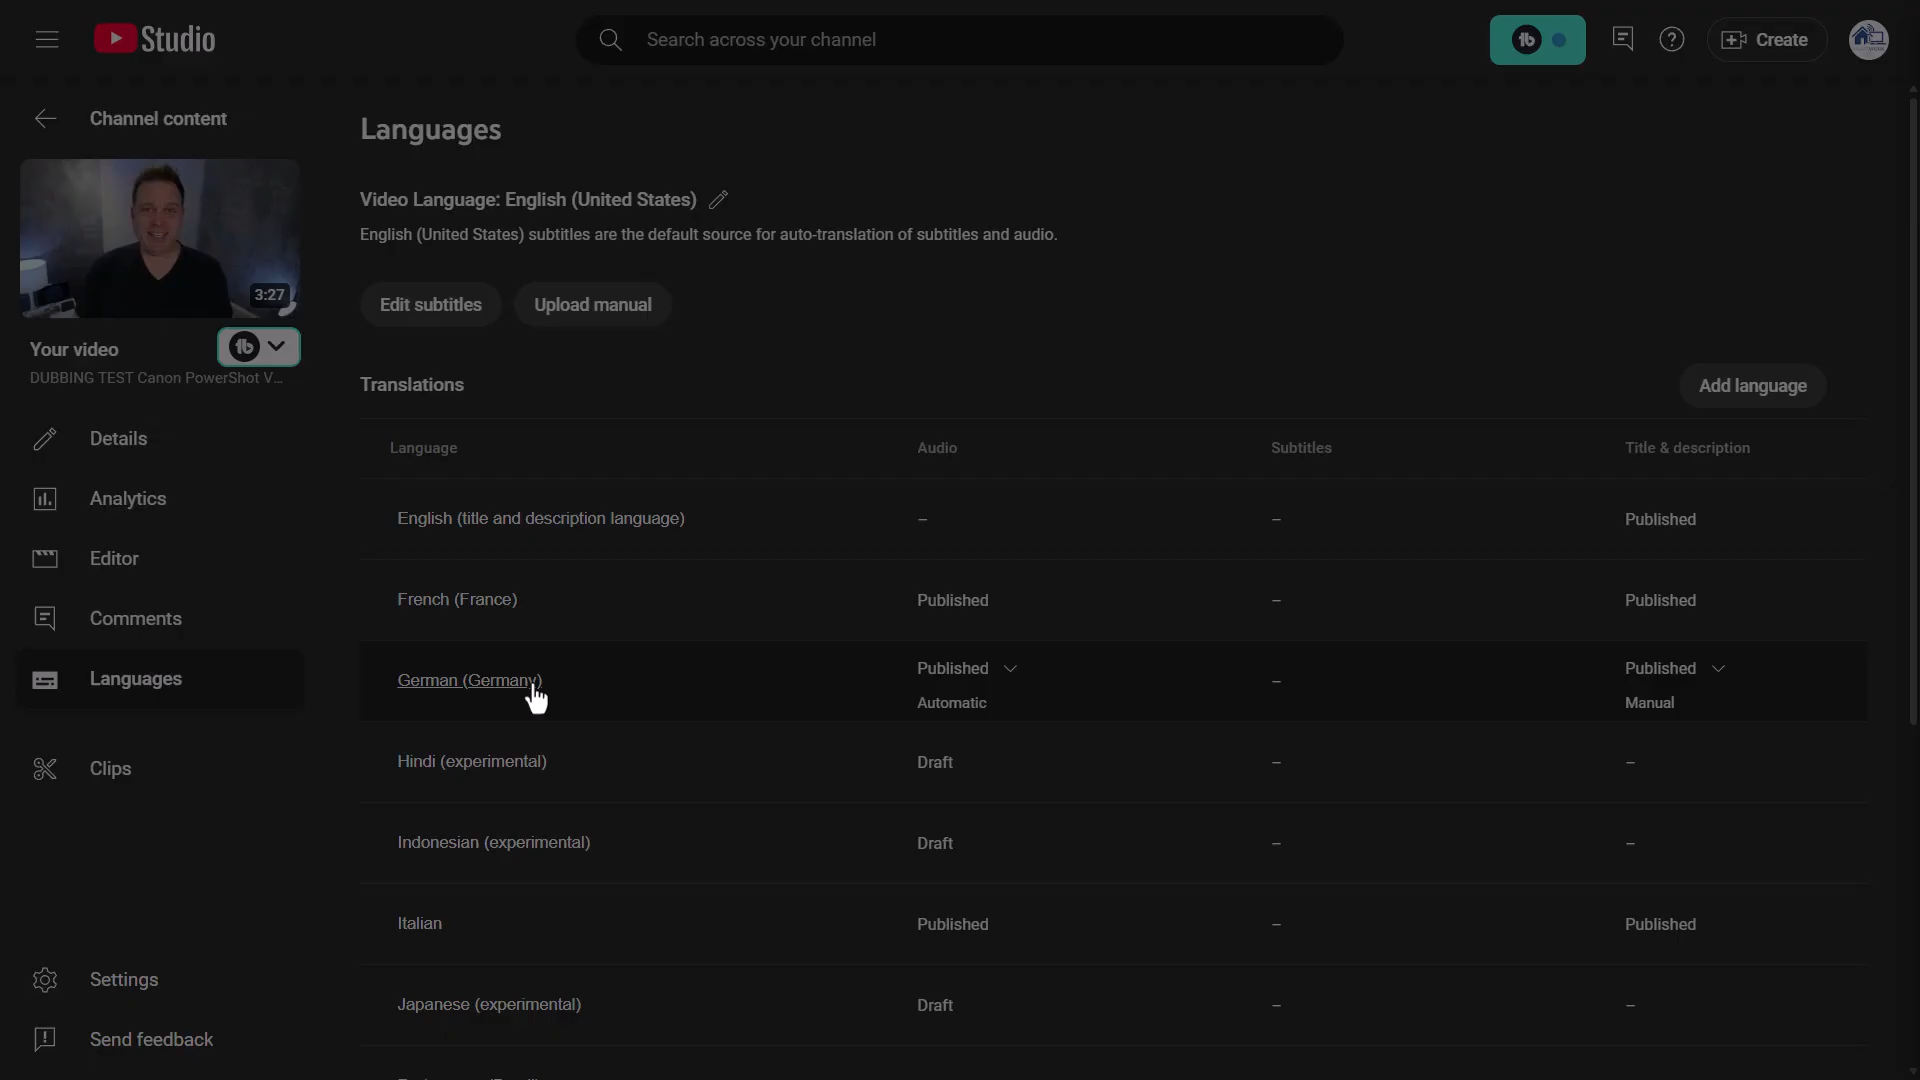 Studio
Search across your channel
Create
Channel content
3:27
Your video
DUBBING TEST Canon PowerShot V...
Details
Analytics
Editor
Comments
Languages
Clips
Settings
Send feedback
Languages
Video Language: English (United States)
English (United States) subtitles are the default source for auto-translation of subtitles and audio.
Edit subtitles
Upload manual
Translations
Add language
Language Audio Subtitles Title & description
English (title and description language) – – Published
French (France) Published – Published
German (Germany) Published – Published
Automatic Manual
Hindi (experimental) Draft – –
Indonesian (experimental) Draft – –
Italian Published – Published
Japanese (experimental) Draft – –